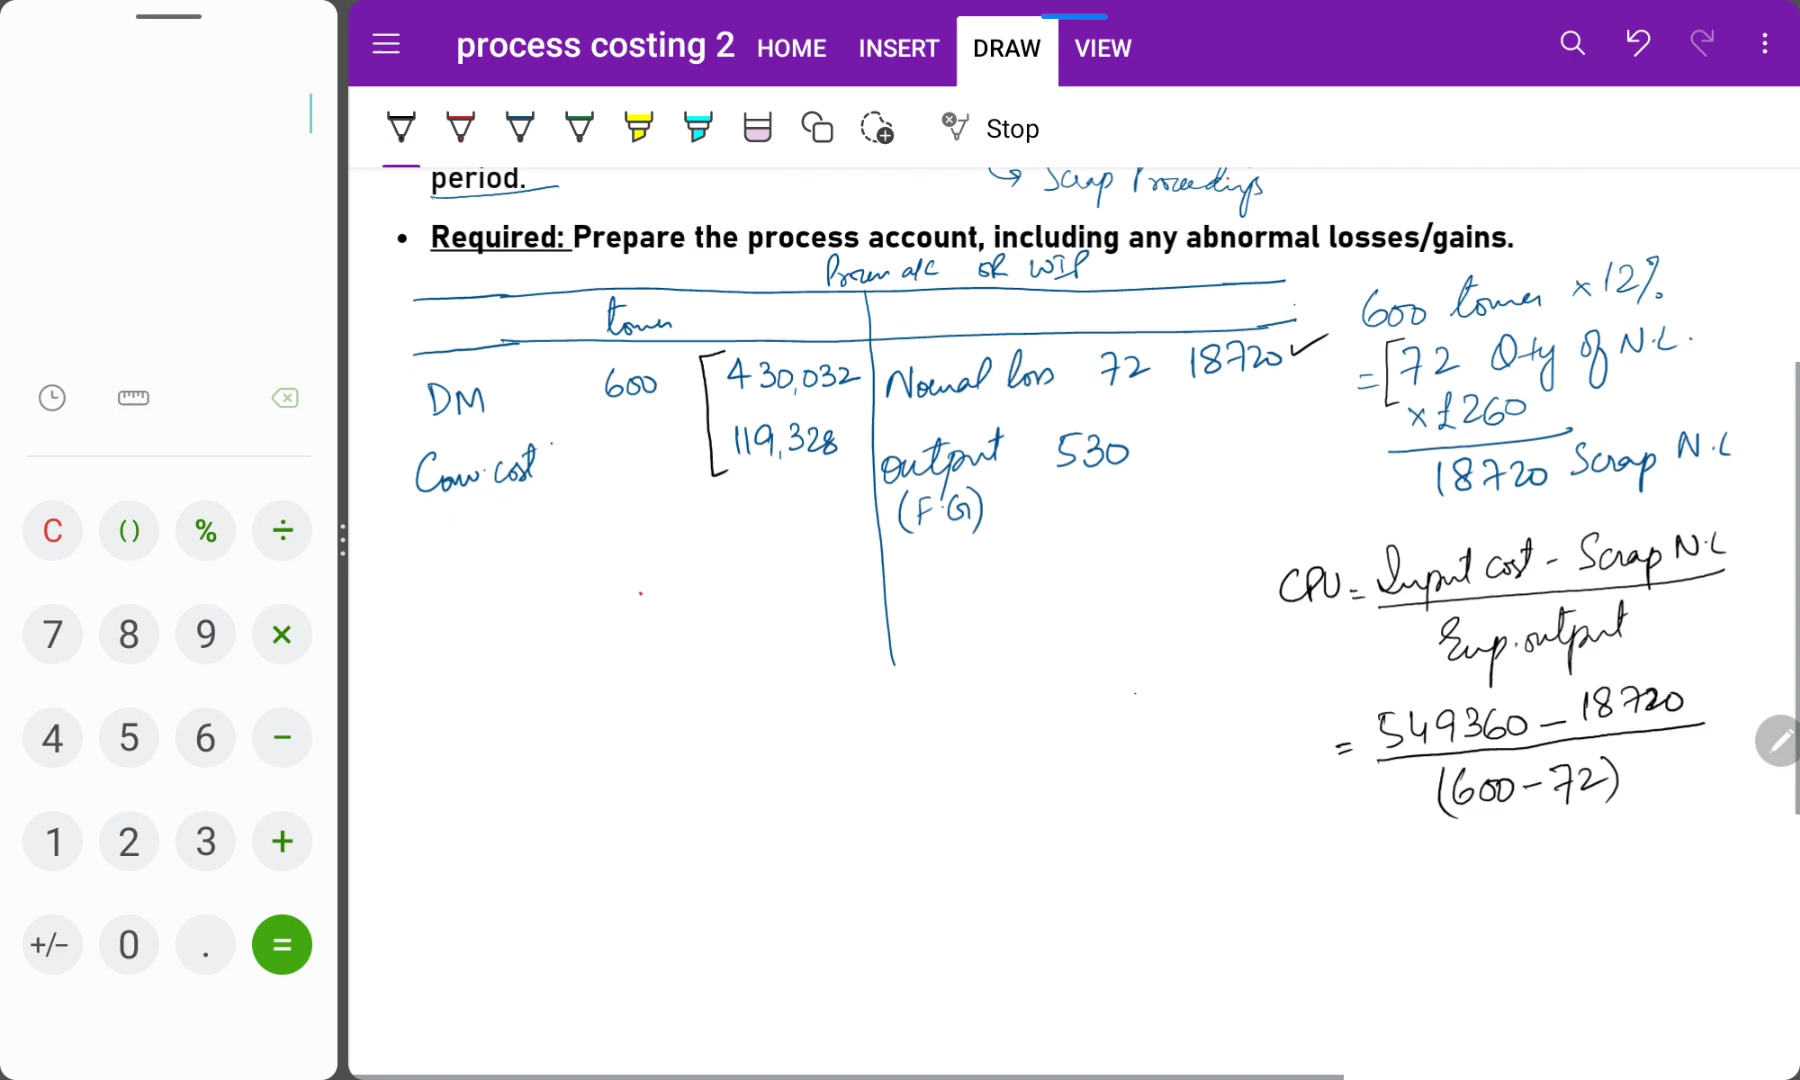 process costing 2 HOME INSERT DRAW VIEW
Stop
period.
↳ Scrap Proceedings
• Required: Prepare the process account, including any abnormal losses/gains.
a/c or WIP
tonnes
DM 600 430,032 Normal loss 72 18720 ✓
Conv. cost 119,328 output 530
(F.G)
600 tonnes × 12%
= 72 Qty of N.L.
× £260
18720 Scrap N.L
CPU = Input cost - Scrap N.L
Exp. output
= 549360 - 18720
(600 - 72)
C () % ÷
7 8 9 ×
4 5 6 −
1 2 3 +
+/− 0 . =